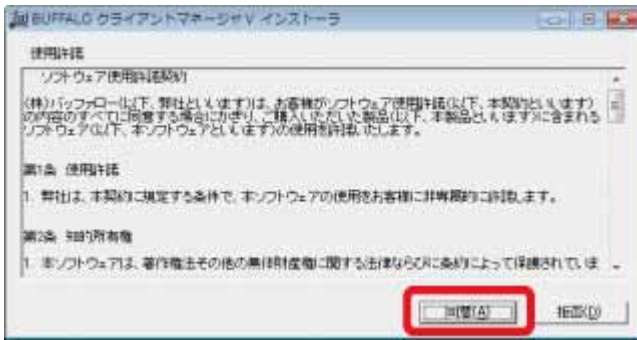 BUFFALO クライアントマネージャV インストーラ
使用許諾
ソフトウェア使用許諾契約
(株)バッファロー(以下、弊社といいます)は、お客様がソフトウェア使用許諾(以下、本契約といいます)
の内容のすべてに同意する場合にかぎり、ご購入いただいた製品(以下、本製品といいます)に含まれる
ソフトウェア(以下、本ソフトウェアといいます)の使用を許諾いたします。
第1条 使用許諾
1. 弊社は、本契約に規定する条件で、本ソフトウェアの使用をお客様に非専属的に許諾します。
第2条 知的所有権
1. 本ソフトウェアは、著作権法その他の無体財産権に関する法律ならびに条約によって保護されていま
同意(A)
拒否(D)